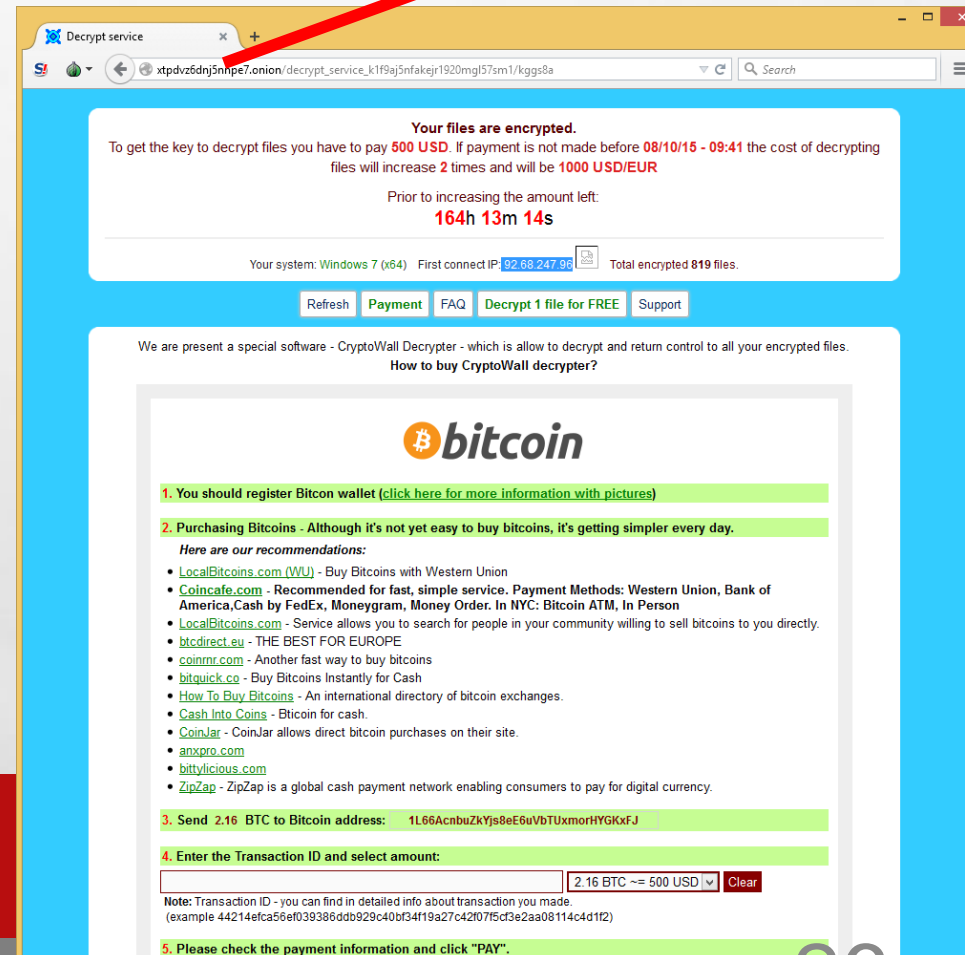 Decrypt service
S!
xtpdvz6dnj5nhpe7.onion/decrypt_service_k1f9aj5nfakejr1920mgl57sm1/kggs8a
Search
Your files are encrypted.
To get the key to decrypt files you have to pay 500 USD. If payment is not made before 08/10/15 - 09:41 the cost of decrypting
files will increase 2 times and will be 1000 USD/EUR
Prior to increasing the amount left:
164h 13m 14s
Your system: Windows 7 (x64) First connect IP: 92.68.247.96 Total encrypted 819 files.
Refresh Payment FAQ Decrypt 1 file for FREE Support
We are present a special software - CryptoWall Decrypter - which is allow to decrypt and return control to all your encrypted files.
How to buy CryptoWall decrypter?
bitcoin
1. You should register Bitcon wallet (click here for more information with pictures)
2. Purchasing Bitcoins - Although it's not yet easy to buy bitcoins, it's getting simpler every day.
Here are our recommendations:
LocalBitcoins.com (WU) - Buy Bitcoins with Western Union
Coincafe.com - Recommended for fast, simple service. Payment Methods: Western Union, Bank of
America,Cash by FedEx, Moneygram, Money Order. In NYC: Bitcoin ATM, In Person
LocalBitcoins.com - Service allows you to search for people in your community willing to sell bitcoins to you directly.
btcdirect.eu - THE BEST FOR EUROPE
coinrnr.com - Another fast way to buy bitcoins
bitquick.co - Buy Bitcoins Instantly for Cash
How To Buy Bitcoins - An international directory of bitcoin exchanges.
Cash Into Coins - Bticoin for cash.
CoinJar - CoinJar allows direct bitcoin purchases on their site.
anxpro.com
bittylicious.com
ZipZap - ZipZap is a global cash payment network enabling consumers to pay for digital currency.
3. Send 2.16 BTC to Bitcoin address: 1L66AcnbuZkYjs8eE6uVbTUxmorHYGKxFJ
4. Enter the Transaction ID and select amount:
2.16 BTC ~= 500 USD Clear
Note: Transaction ID - you can find in detailed info about transaction you made.
(example 44214efca56ef039386ddb929c40bf34f19a27c42f07f5cf3e2aa08114c4d1f2)
5. Please check the payment information and click "PAY".